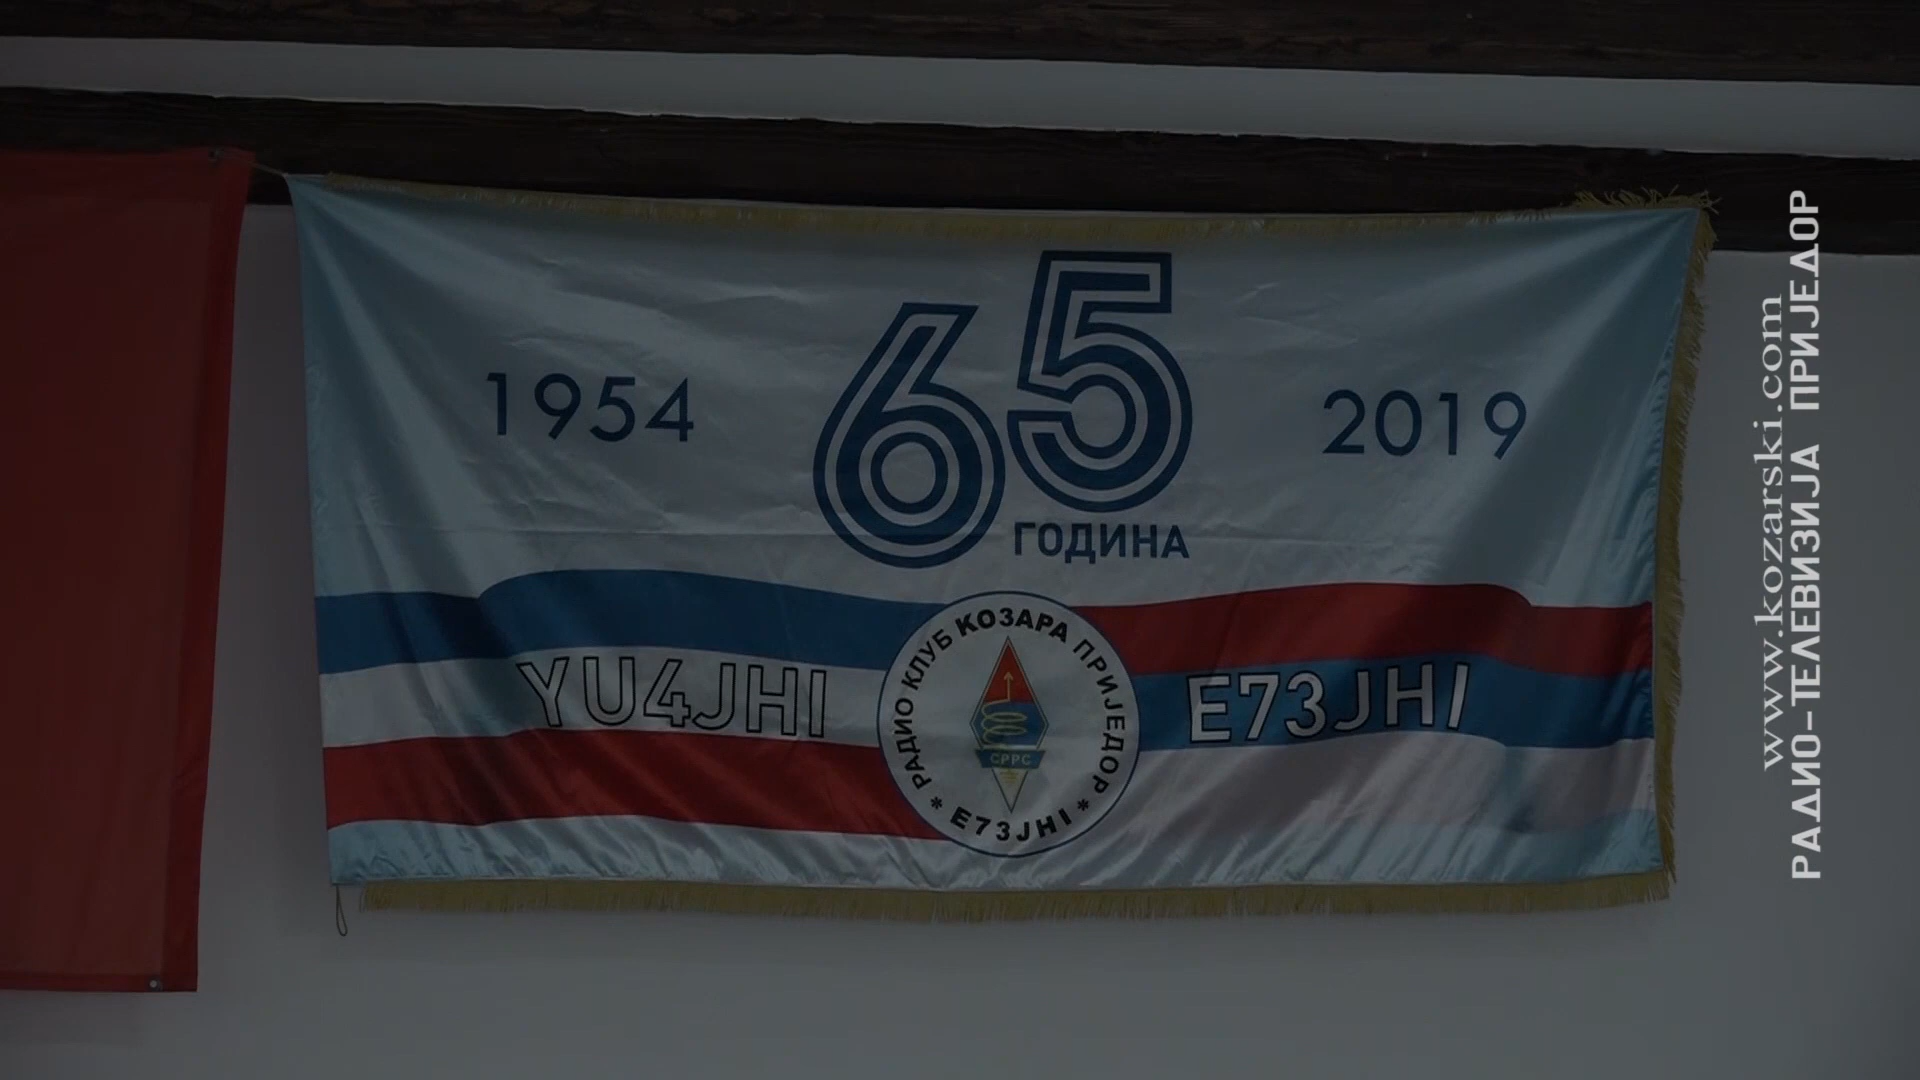 65
1954
2019
ГОДИНА
YU4JHI
E73JHI
РАДИО КЛУБ КОЗАРА ПРИЈЕДОР
СРРС
* E73JHI *
www.kozarski.com
РАДИО-ТЕЛЕВИЗИЈА ПРИЈЕДОР